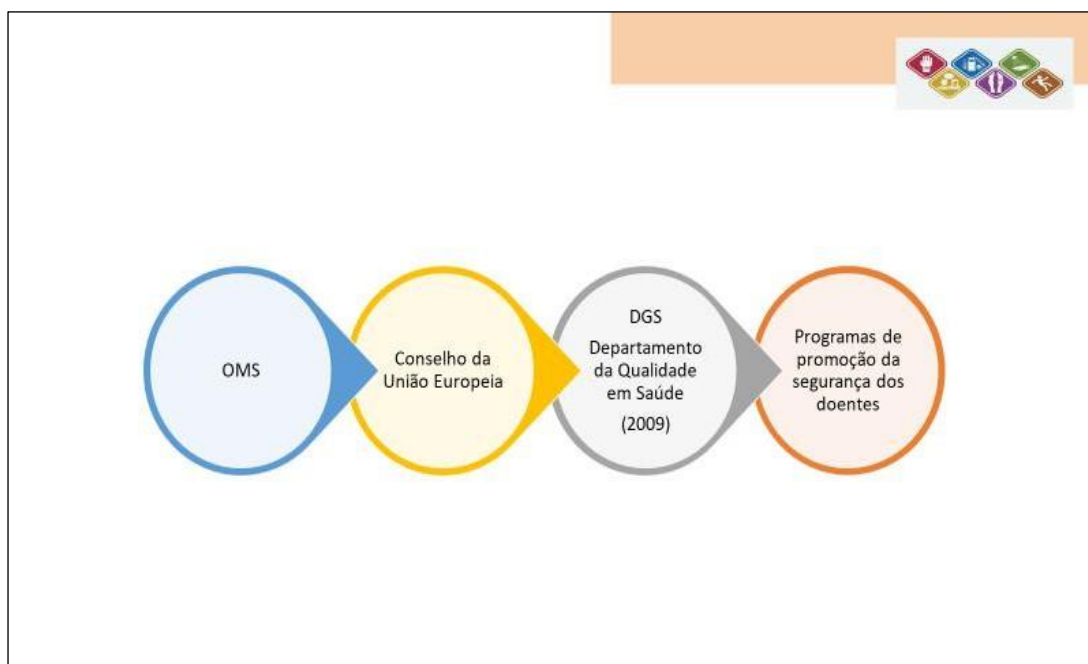 OMS
Conselho da
União Europeia
DGS
Departamento
da Qualidade
em Saúde
(2009)
Programas de
promoção da
segurança dos
doentes